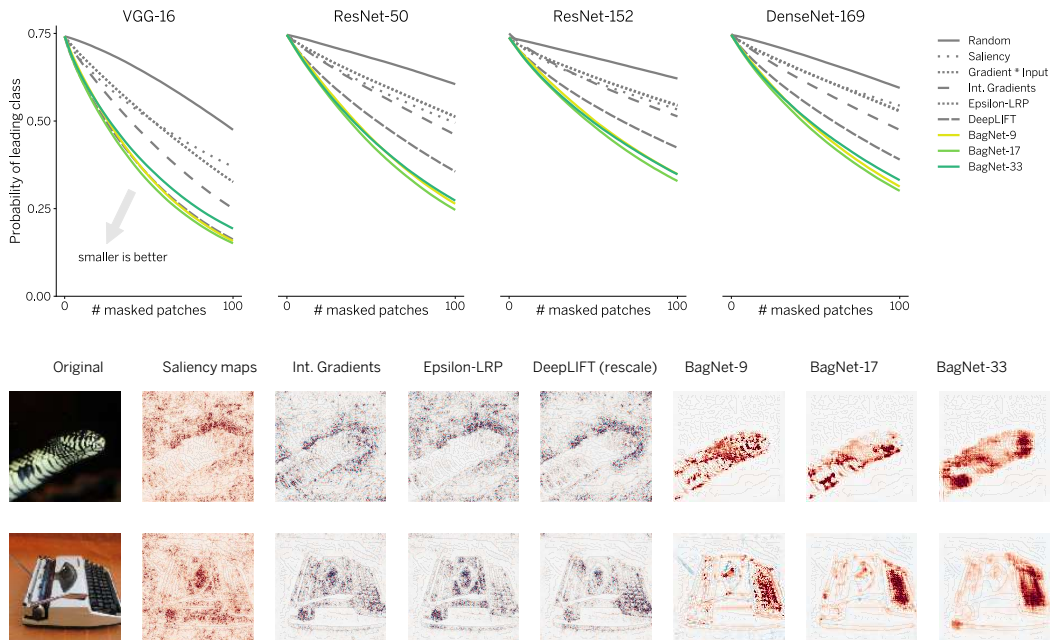 VGG-16
ResNet-50
ResNet-152
DenseNet-169
Probability of leading class
0.75
0.50
0.25
0.00
smaller is better
0
100
# masked patches
0
100
# masked patches
0
100
# masked patches
0
100
# masked patches
Random
Saliency
Gradient * Input
Int. Gradients
Epsilon-LRP
DeepLIFT
BagNet-9
BagNet-17
BagNet-33
Original
Saliency maps
Int. Gradients
Epsilon-LRP
DeepLIFT (rescale)
BagNet-9
BagNet-17
BagNet-33